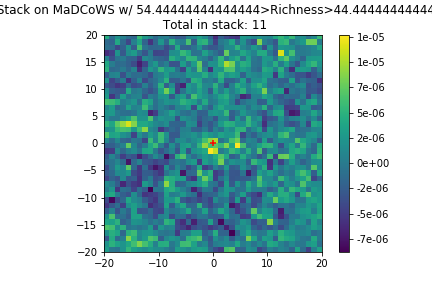 Stack on MaDCoWS w/ 54.44444444444444>Richness>44.44444444444
Total in stack: 11
20
15
10
5
0
−5
−10
−15
−20
−20
−10
0
10
20
1e-05
1e-05
7e-06
5e-06
2e-06
0e+00
-2e-06
-5e-06
-7e-06